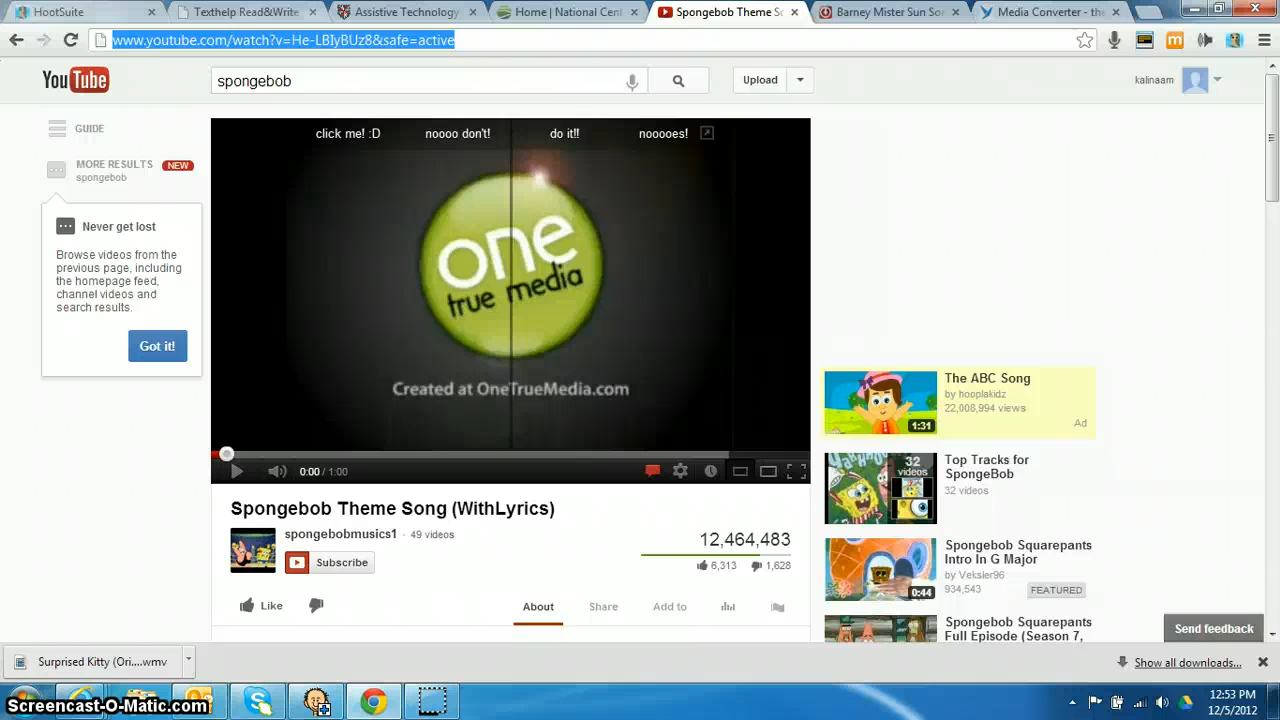 HootSuite
Texthelp Read&Write
Assistive Technology
Home | National Cent
Spongebob Theme So
Barney Mister Sun So
Media Converter - the
www.youtube.com/watch?v=He-LBIyBUz8&safe=active
YouTube
spongebob
Upload
kalinaam
GUIDE
MORE RESULTS NEW
spongebob
Never get lost
Browse videos from the
previous page, including
the homepage feed,
channel videos and
search results.
Got it!
click me! :D
noooo don't!
do it!!
nooooes!
one
true media
Created at OneTrueMedia.com
0:00 / 1:00
Spongebob Theme Song (WithLyrics)
spongebobmusics1 · 49 videos
Subscribe
12,464,483
6,313 1,628
Like
About
Share
Add to
The ABC Song
by hooplakidz
22,008,994 views
Ad
1:31
32
videos
Top Tracks for
SpongeBob
32 videos
Spongebob Squarepants
Intro In G Major
by Veksler96
934,543
FEATURED
0:44
Spongebob Squarepants
Full Episode (Season 7,
Send feedback
Surprised Kitty (Ori....wmv
Show all downloads...
Screencast-O-Matic.com
12:53 PM
12/5/2012